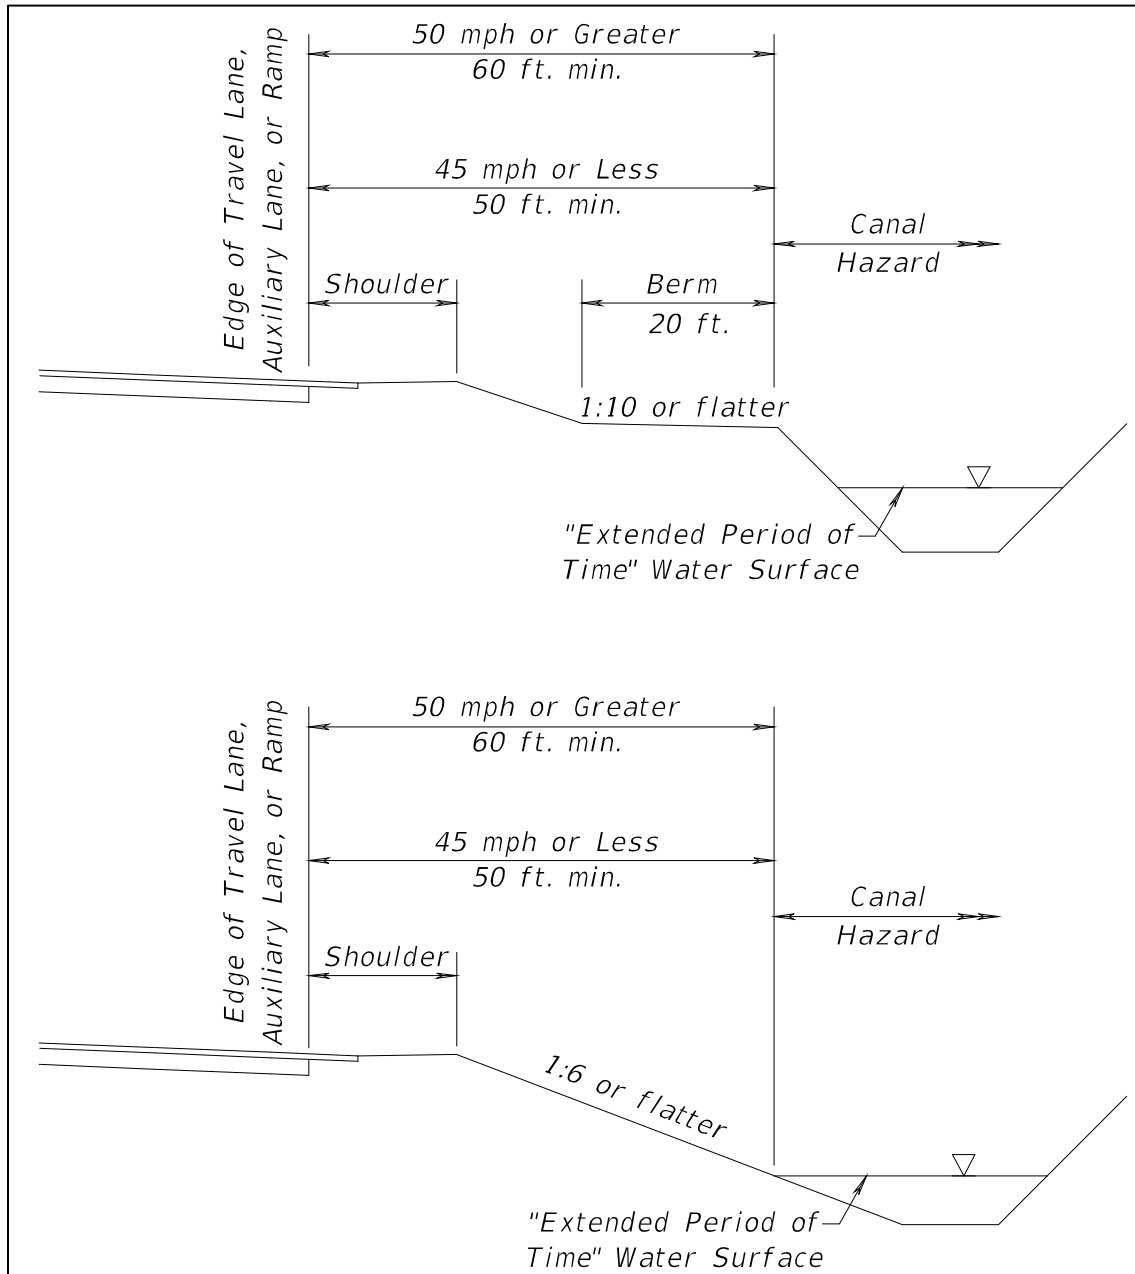 50 mph or Greater
60 ft. min.
Edge of Travel Lane,
Auxiliary Lane, or Ramp
45 mph or Less
50 ft. min.
Canal
Hazard
Shoulder
Berm
20 ft.
1:10 or flatter
"Extended Period of
Time" Water Surface
50 mph or Greater
60 ft. min.
Edge of Travel Lane,
Auxiliary Lane, or Ramp
45 mph or Less
50 ft. min.
Canal
Hazard
Shoulder
1:6 or flatter
"Extended Period of
Time" Water Surface